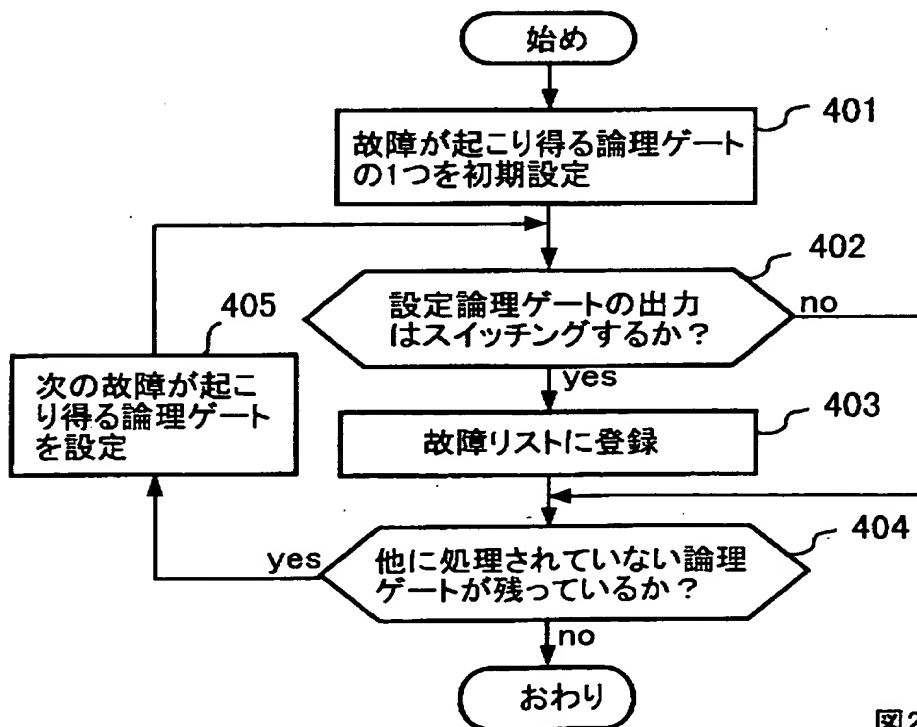 始め
401
故障が起こり得る論理ゲート
の1つを初期設定
402
設定論理ゲートの出力
はスイッチングするか？
no
yes
405
次の故障が起こ
り得る論理ゲート
を設定
403
故障リストに登録
404
他に処理されていない論理
ゲートが残っているか？
yes
no
おわり
図2